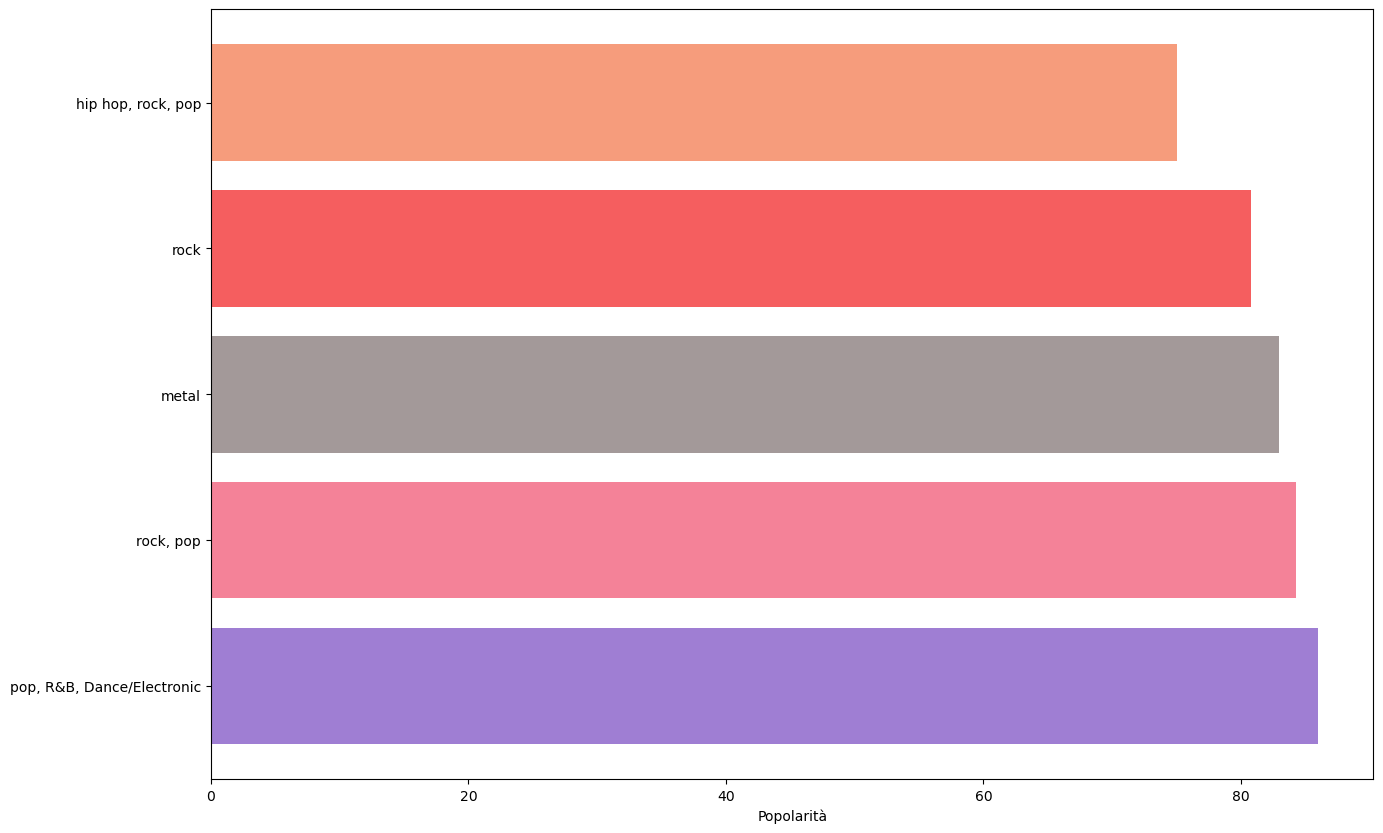 hip hop, rock, pop
rock
metal
rock, pop
pop, R&B, Dance/Electronic
0 20 40 60 80
Popolarità